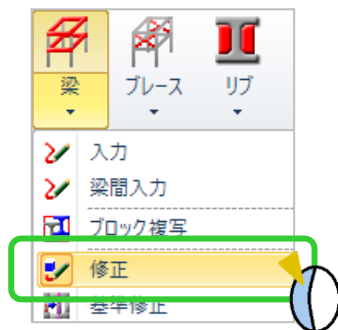 梁 ブレース リブ
入力
梁間入力
ブロック複写
修正
基準修正